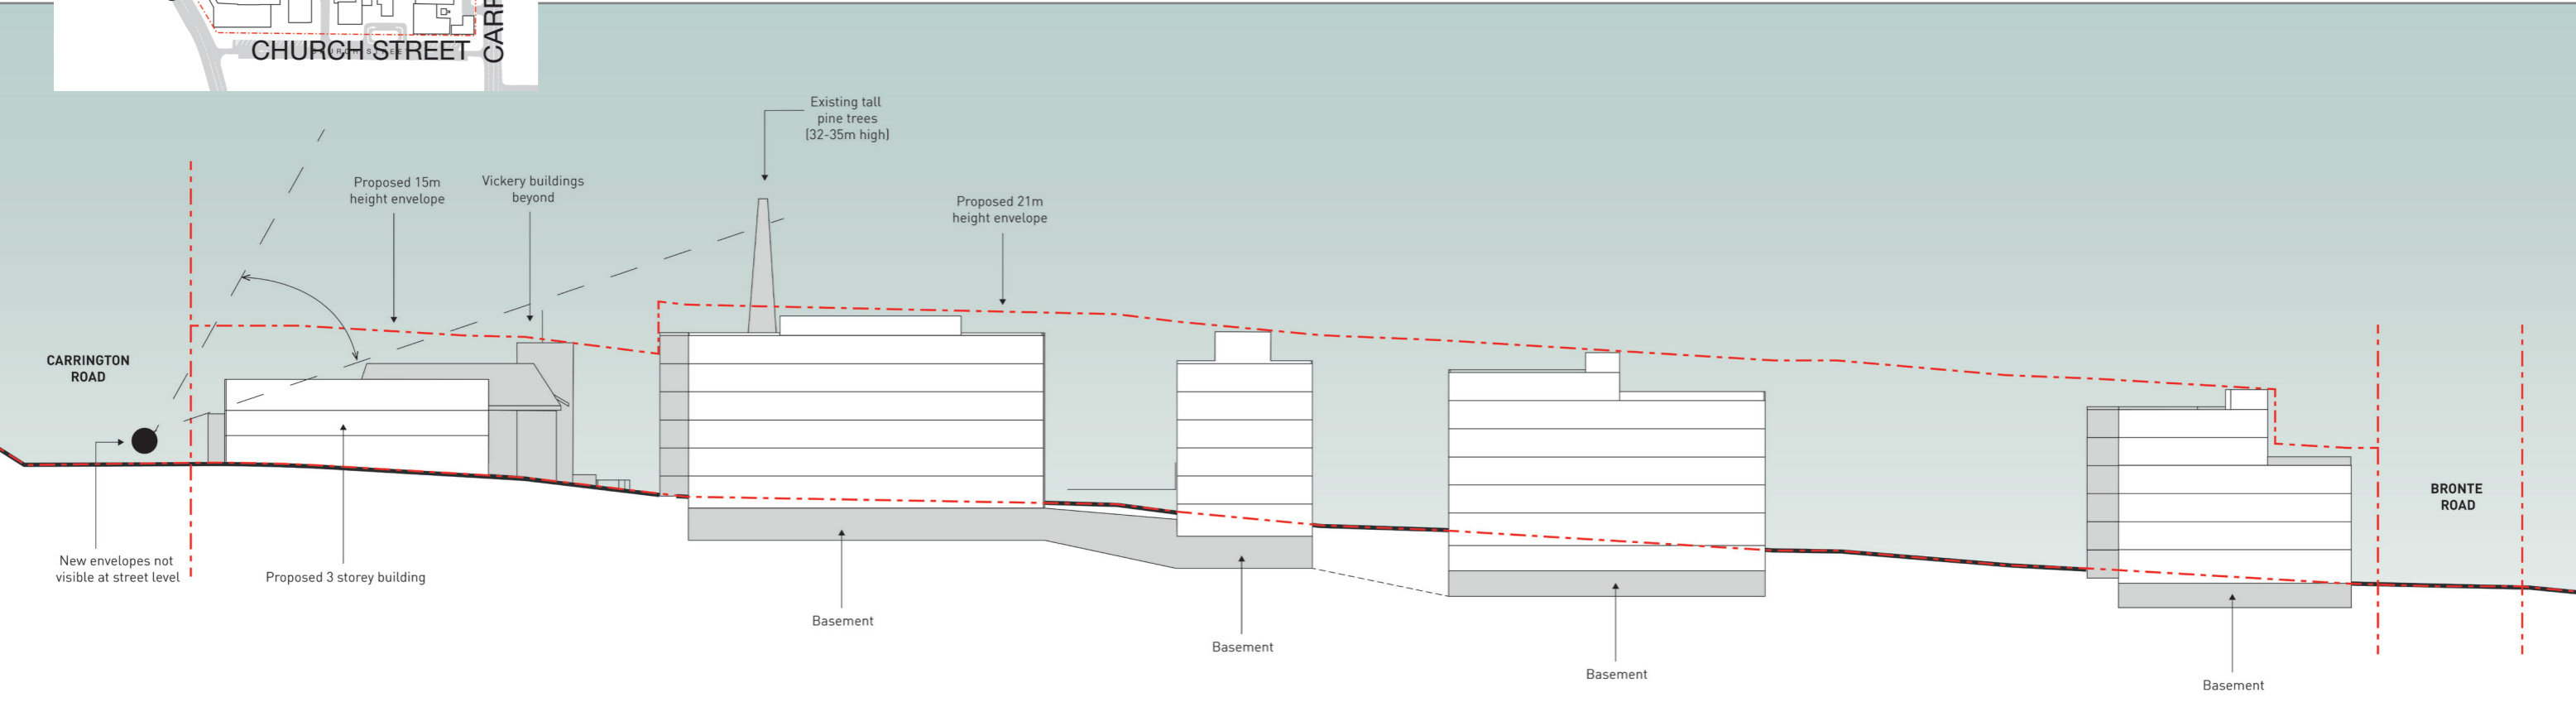 CHURCH STREET
Existing tall
pine trees
(32-35m high)
Proposed 15m
height envelope
Vickery buildings
beyond
Proposed 21m
height envelope
CARRINGTON
ROAD
BRONTE
ROAD
New envelopes not
visible at street level
Proposed 3 storey building
Basement
Basement
Basement
Basement